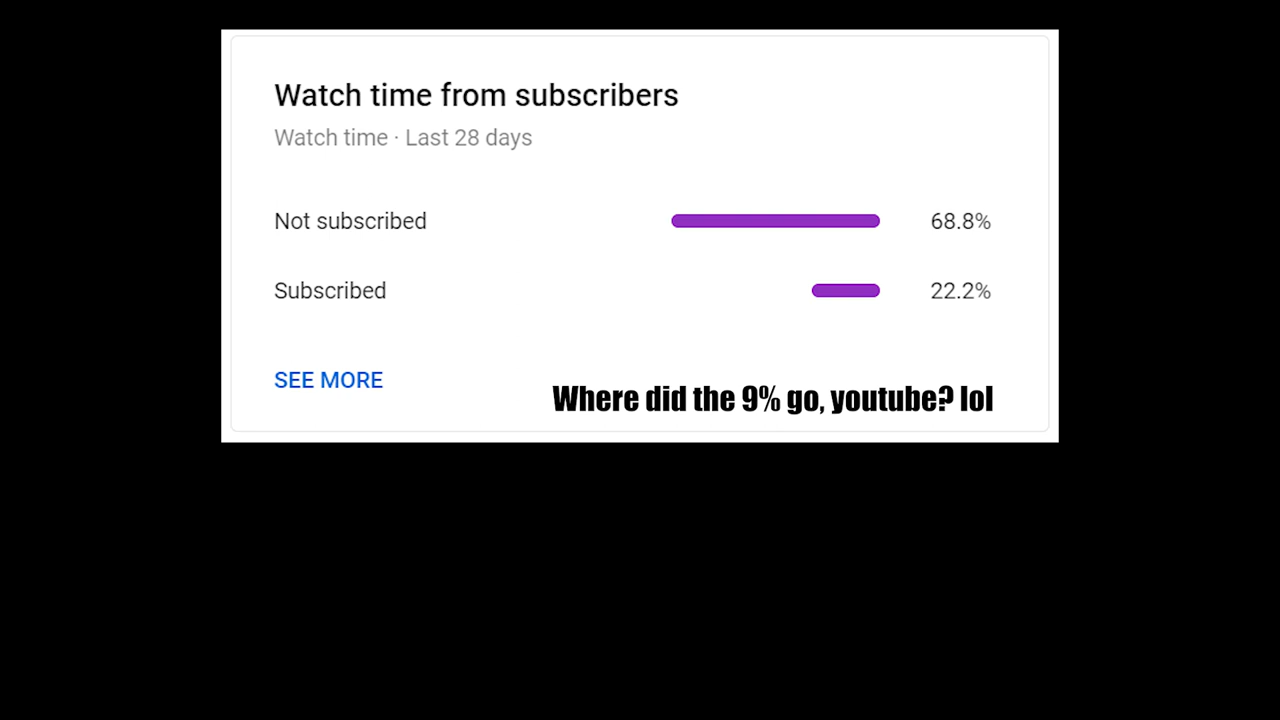 Watch time from subscribers
Watch time · Last 28 days
Not subscribed 68.8%
Subscribed 22.2%
SEE MORE
Where did the 9% go, youtube? lol